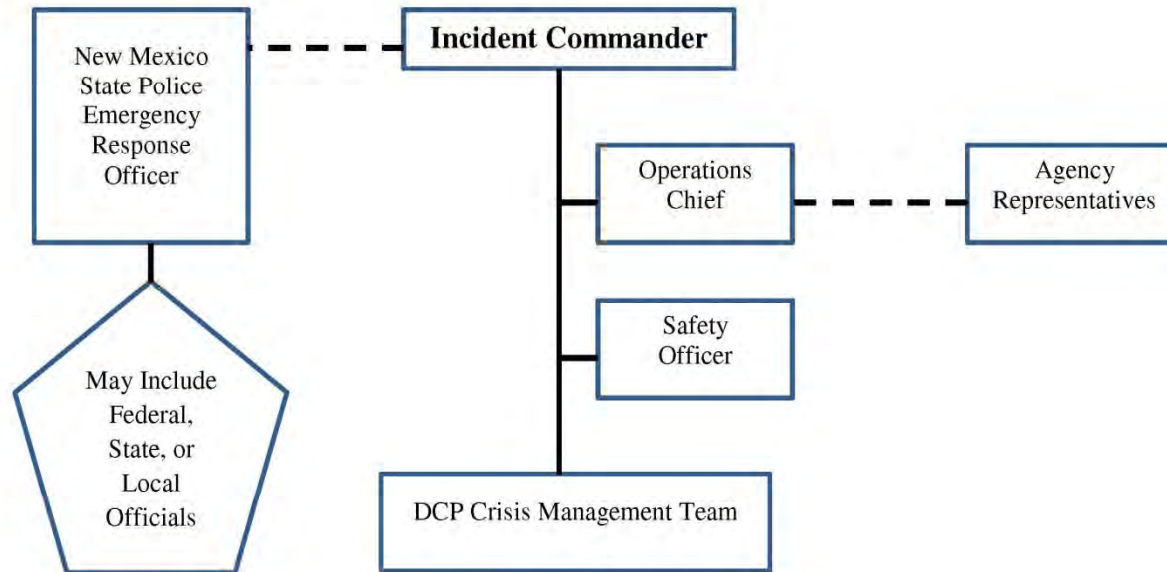 New Mexico
State Police
Emergency
Response
Officer
Incident Commander
Operations
Chief
Agency
Representatives
Safety
Officer
May Include
Federal,
State, or
Local
Officials
DCP Crisis Management Team